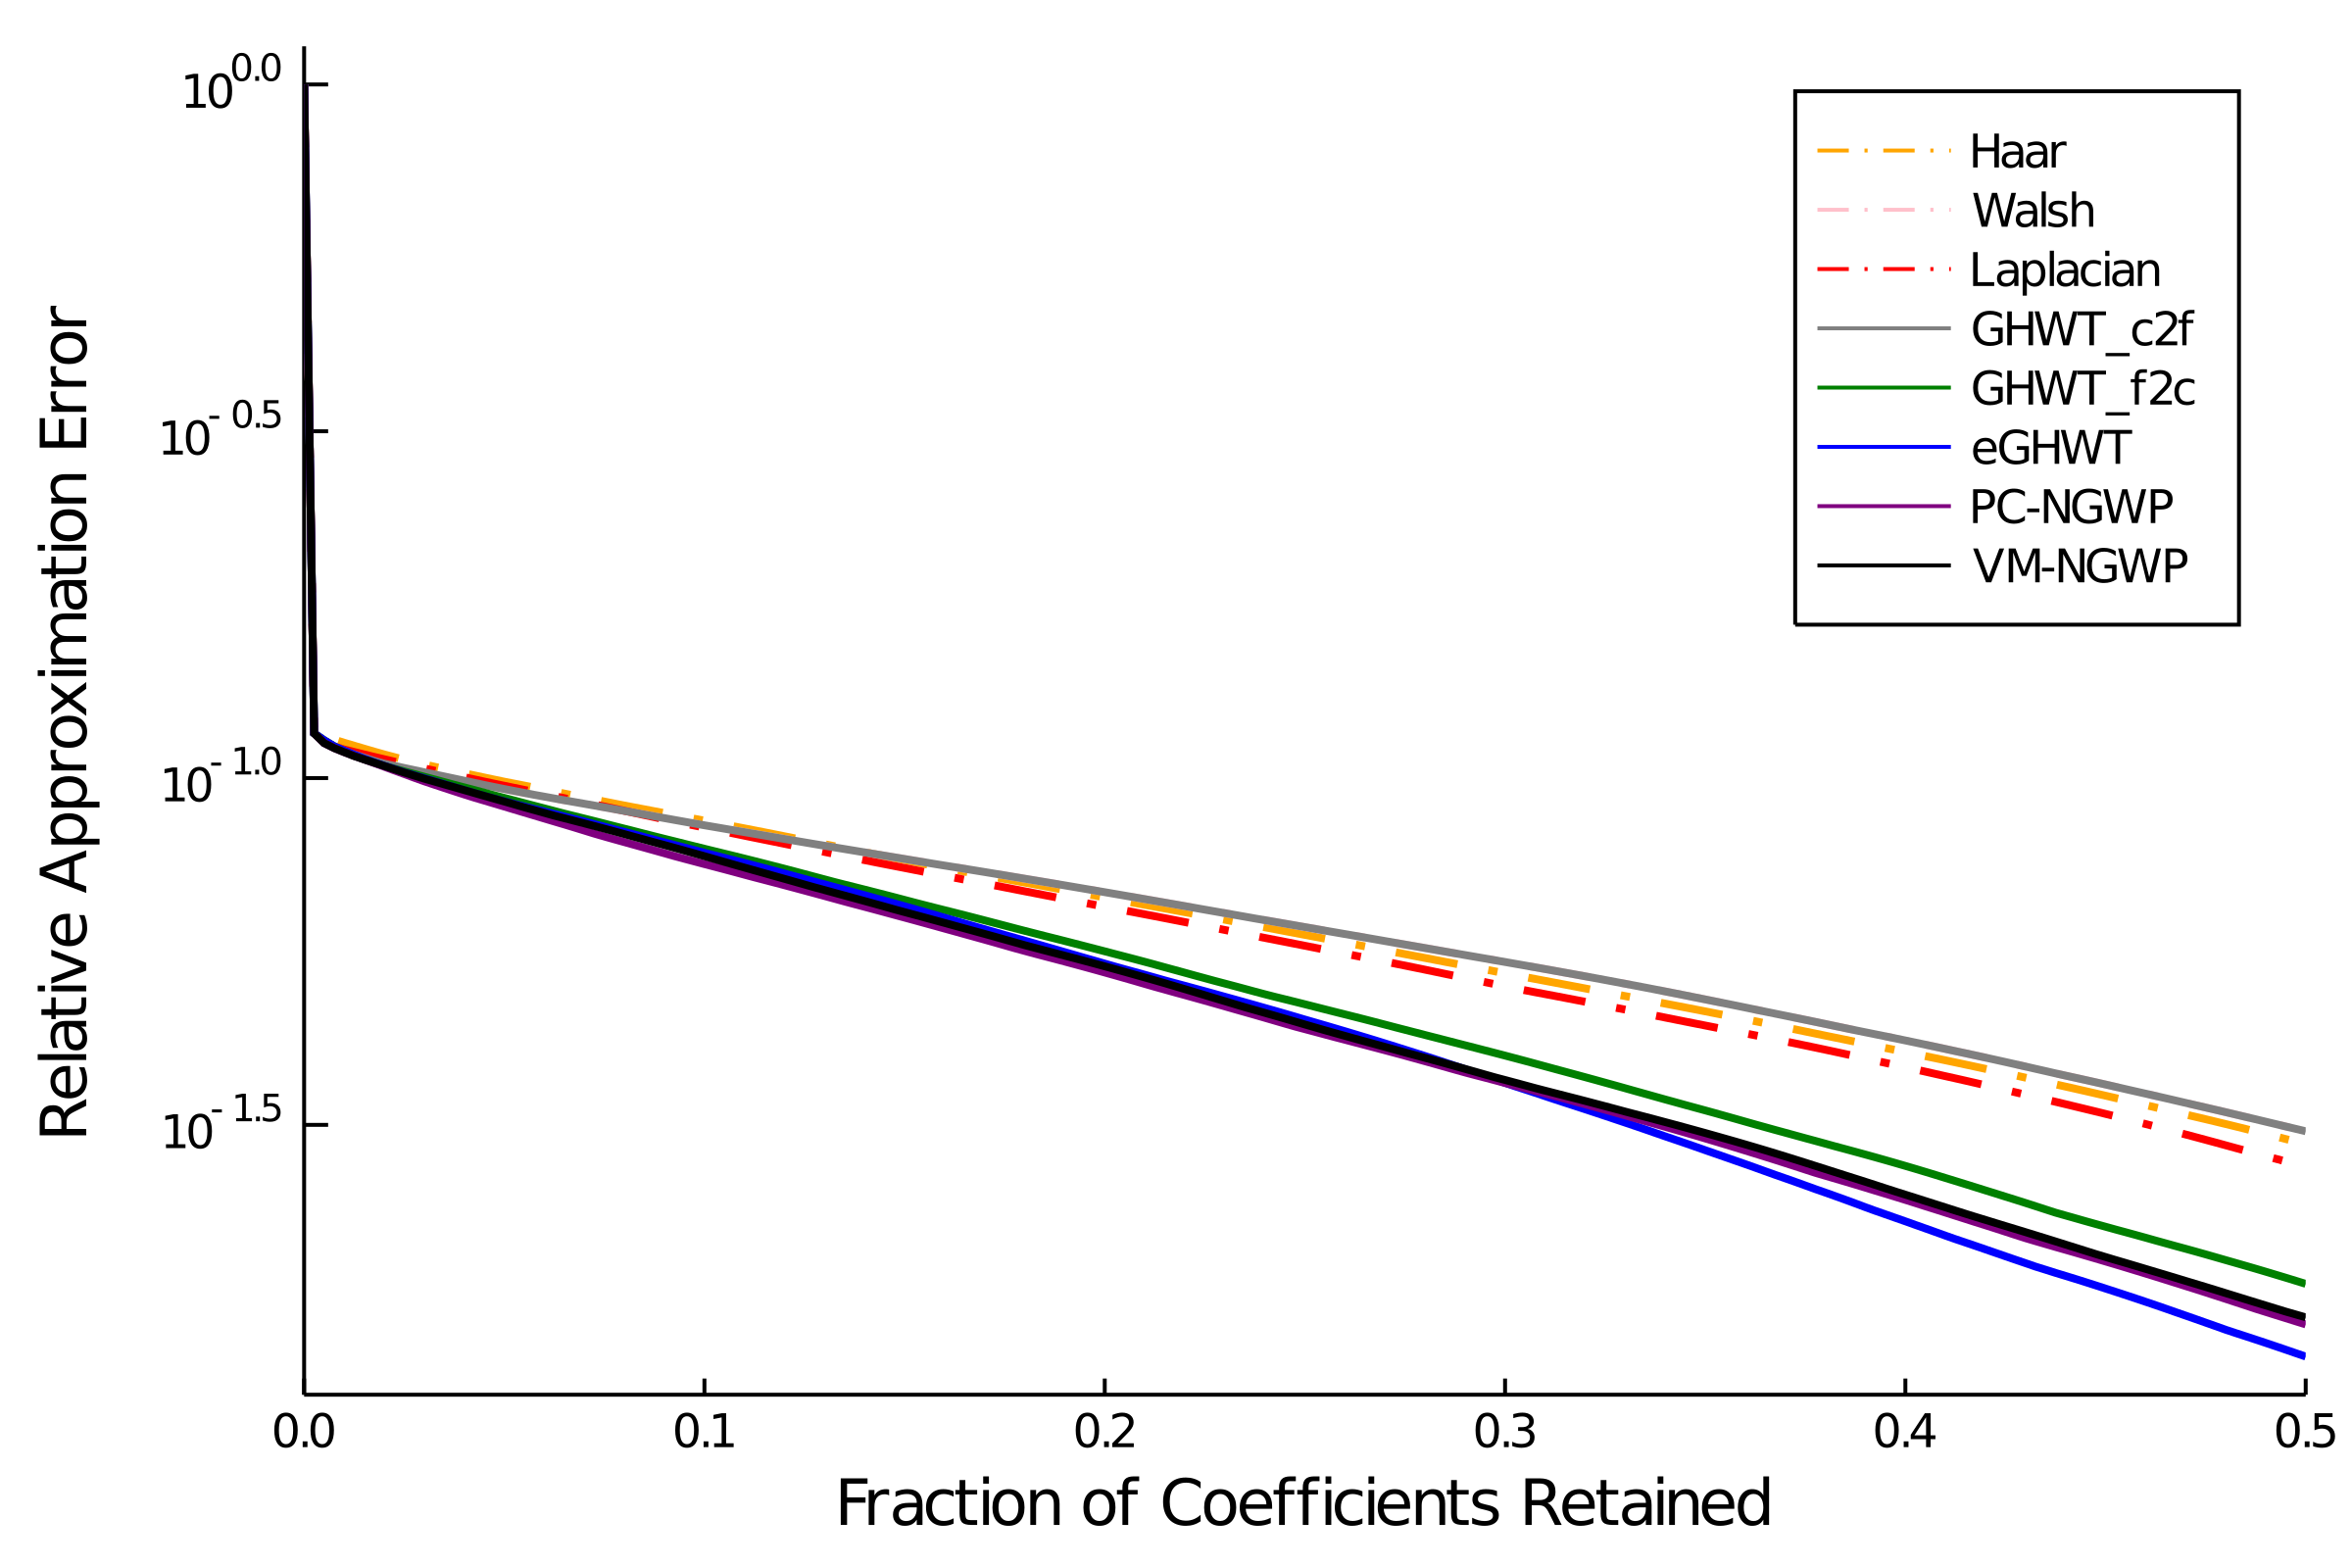 Relative Approximation Error
10^0.0
10^-0.5
10^-1.0
10^-1.5
Haar
Walsh
Laplacian
GHWT_c2f
GHWT_f2c
eGHWT
PC-NGWP
VM-NGWP
0.0 0.1 0.2 0.3 0.4 0.5
Fraction of Coefficients Retained